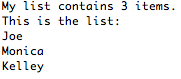 My list contains 3 items.
This is the list:
Joe
Monica
Kelley